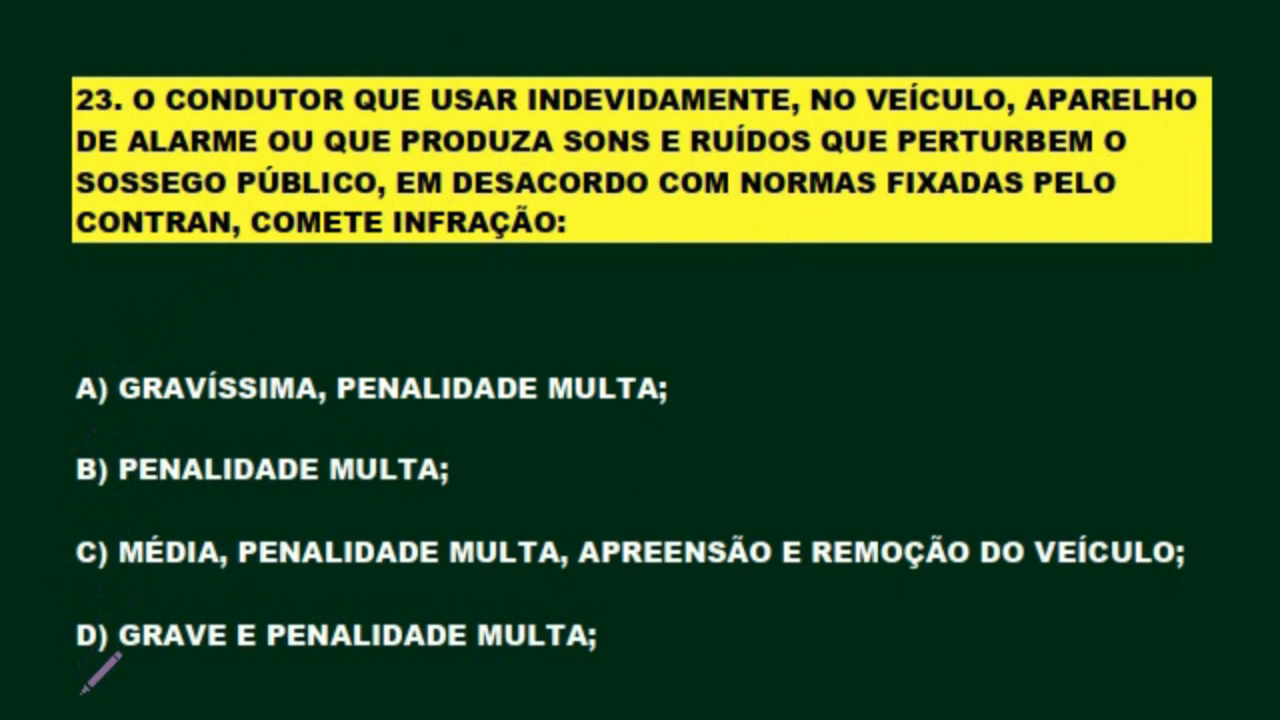 23. O CONDUTOR QUE USAR INDEVIDAMENTE, NO VEÍCULO, APARELHO
DE ALARME OU QUE PRODUZA SONS E RUÍDOS QUE PERTURBEM O
SOSSEGO PÚBLICO, EM DESACORDO COM NORMAS FIXADAS PELO
CONTRAN, COMETE INFRAÇÃO:
A) GRAVÍSSIMA, PENALIDADE MULTA;
B) PENALIDADE MULTA;
C) MÉDIA, PENALIDADE MULTA, APREENSÃO E REMOÇÃO DO VEÍCULO;
D) GRAVE E PENALIDADE MULTA;